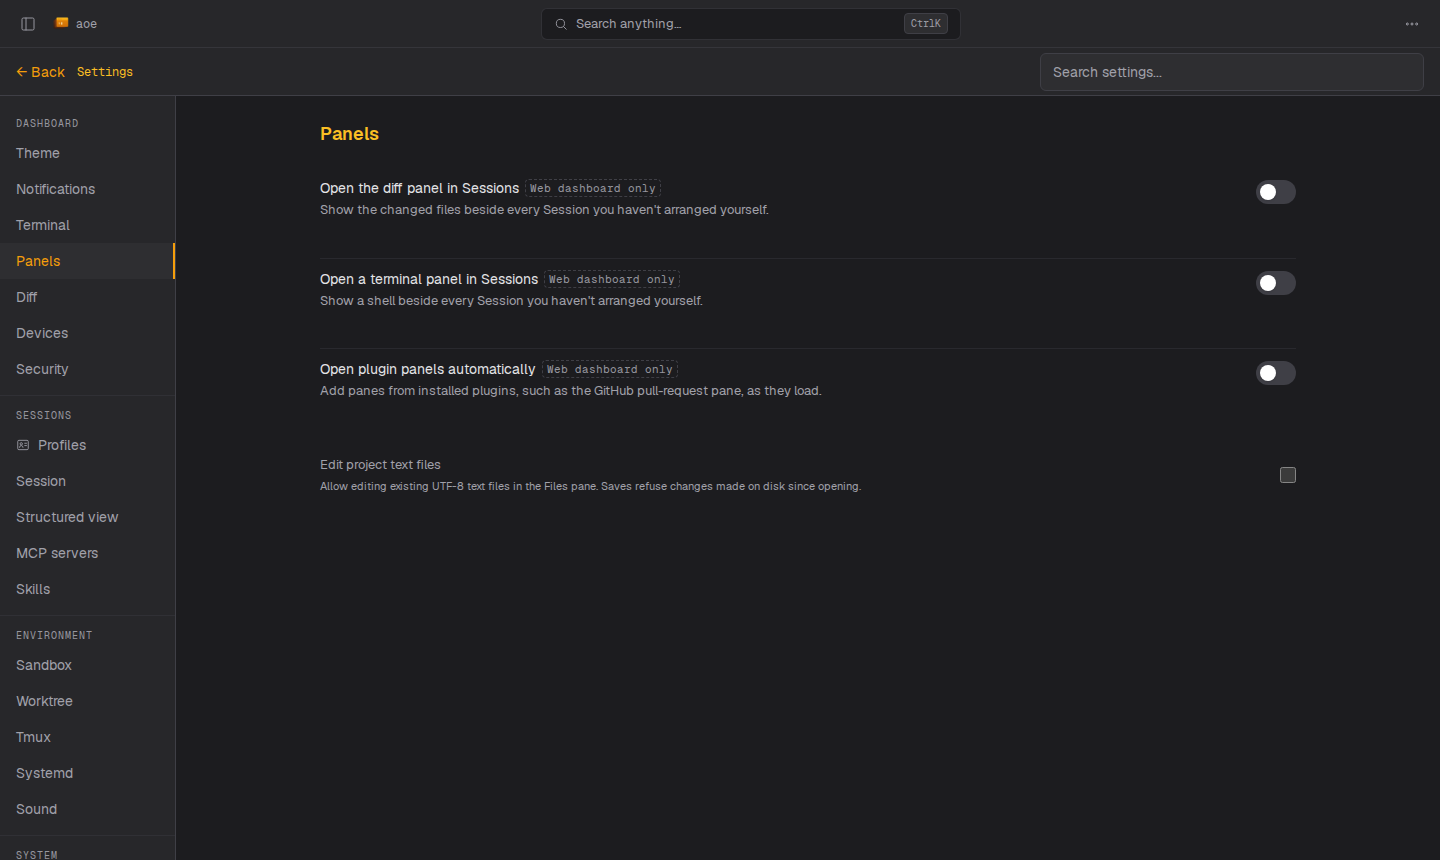 aoe
Search anything...
CtrlK
← Back
Settings
Search settings...
DASHBOARD
Theme
Notifications
Terminal
Panels
Diff
Devices
Security
SESSIONS
Profiles
Session
Structured view
MCP servers
Skills
ENVIRONMENT
Sandbox
Worktree
Tmux
Systemd
Sound
SYSTEM
Panels
Open the diff panel in Sessions Web dashboard only
Show the changed files beside every Session you haven't arranged yourself.
Open a terminal panel in Sessions Web dashboard only
Show a shell beside every Session you haven't arranged yourself.
Open plugin panels automatically Web dashboard only
Add panes from installed plugins, such as the GitHub pull-request pane, as they load.
Edit project text files
Allow editing existing UTF-8 text files in the Files pane. Saves refuse changes made on disk since opening.